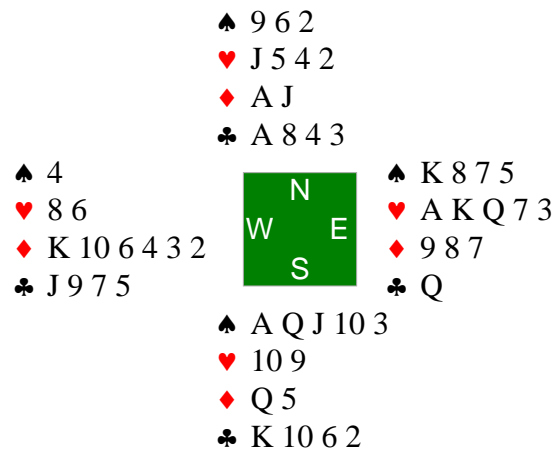 ♠ 9 6 2
♥ J 5 4 2
♦ A J
♣ A 8 4 3
♠ 4
♥ 8 6
♦ K 10 6 4 3 2
♣ J 9 7 5
N
W E
S
♠ K 8 7 5
♥ A K Q 7 3
♦ 9 8 7
♣ Q
♠ A Q J 10 3
♥ 10 9
♦ Q 5
♣ K 10 6 2